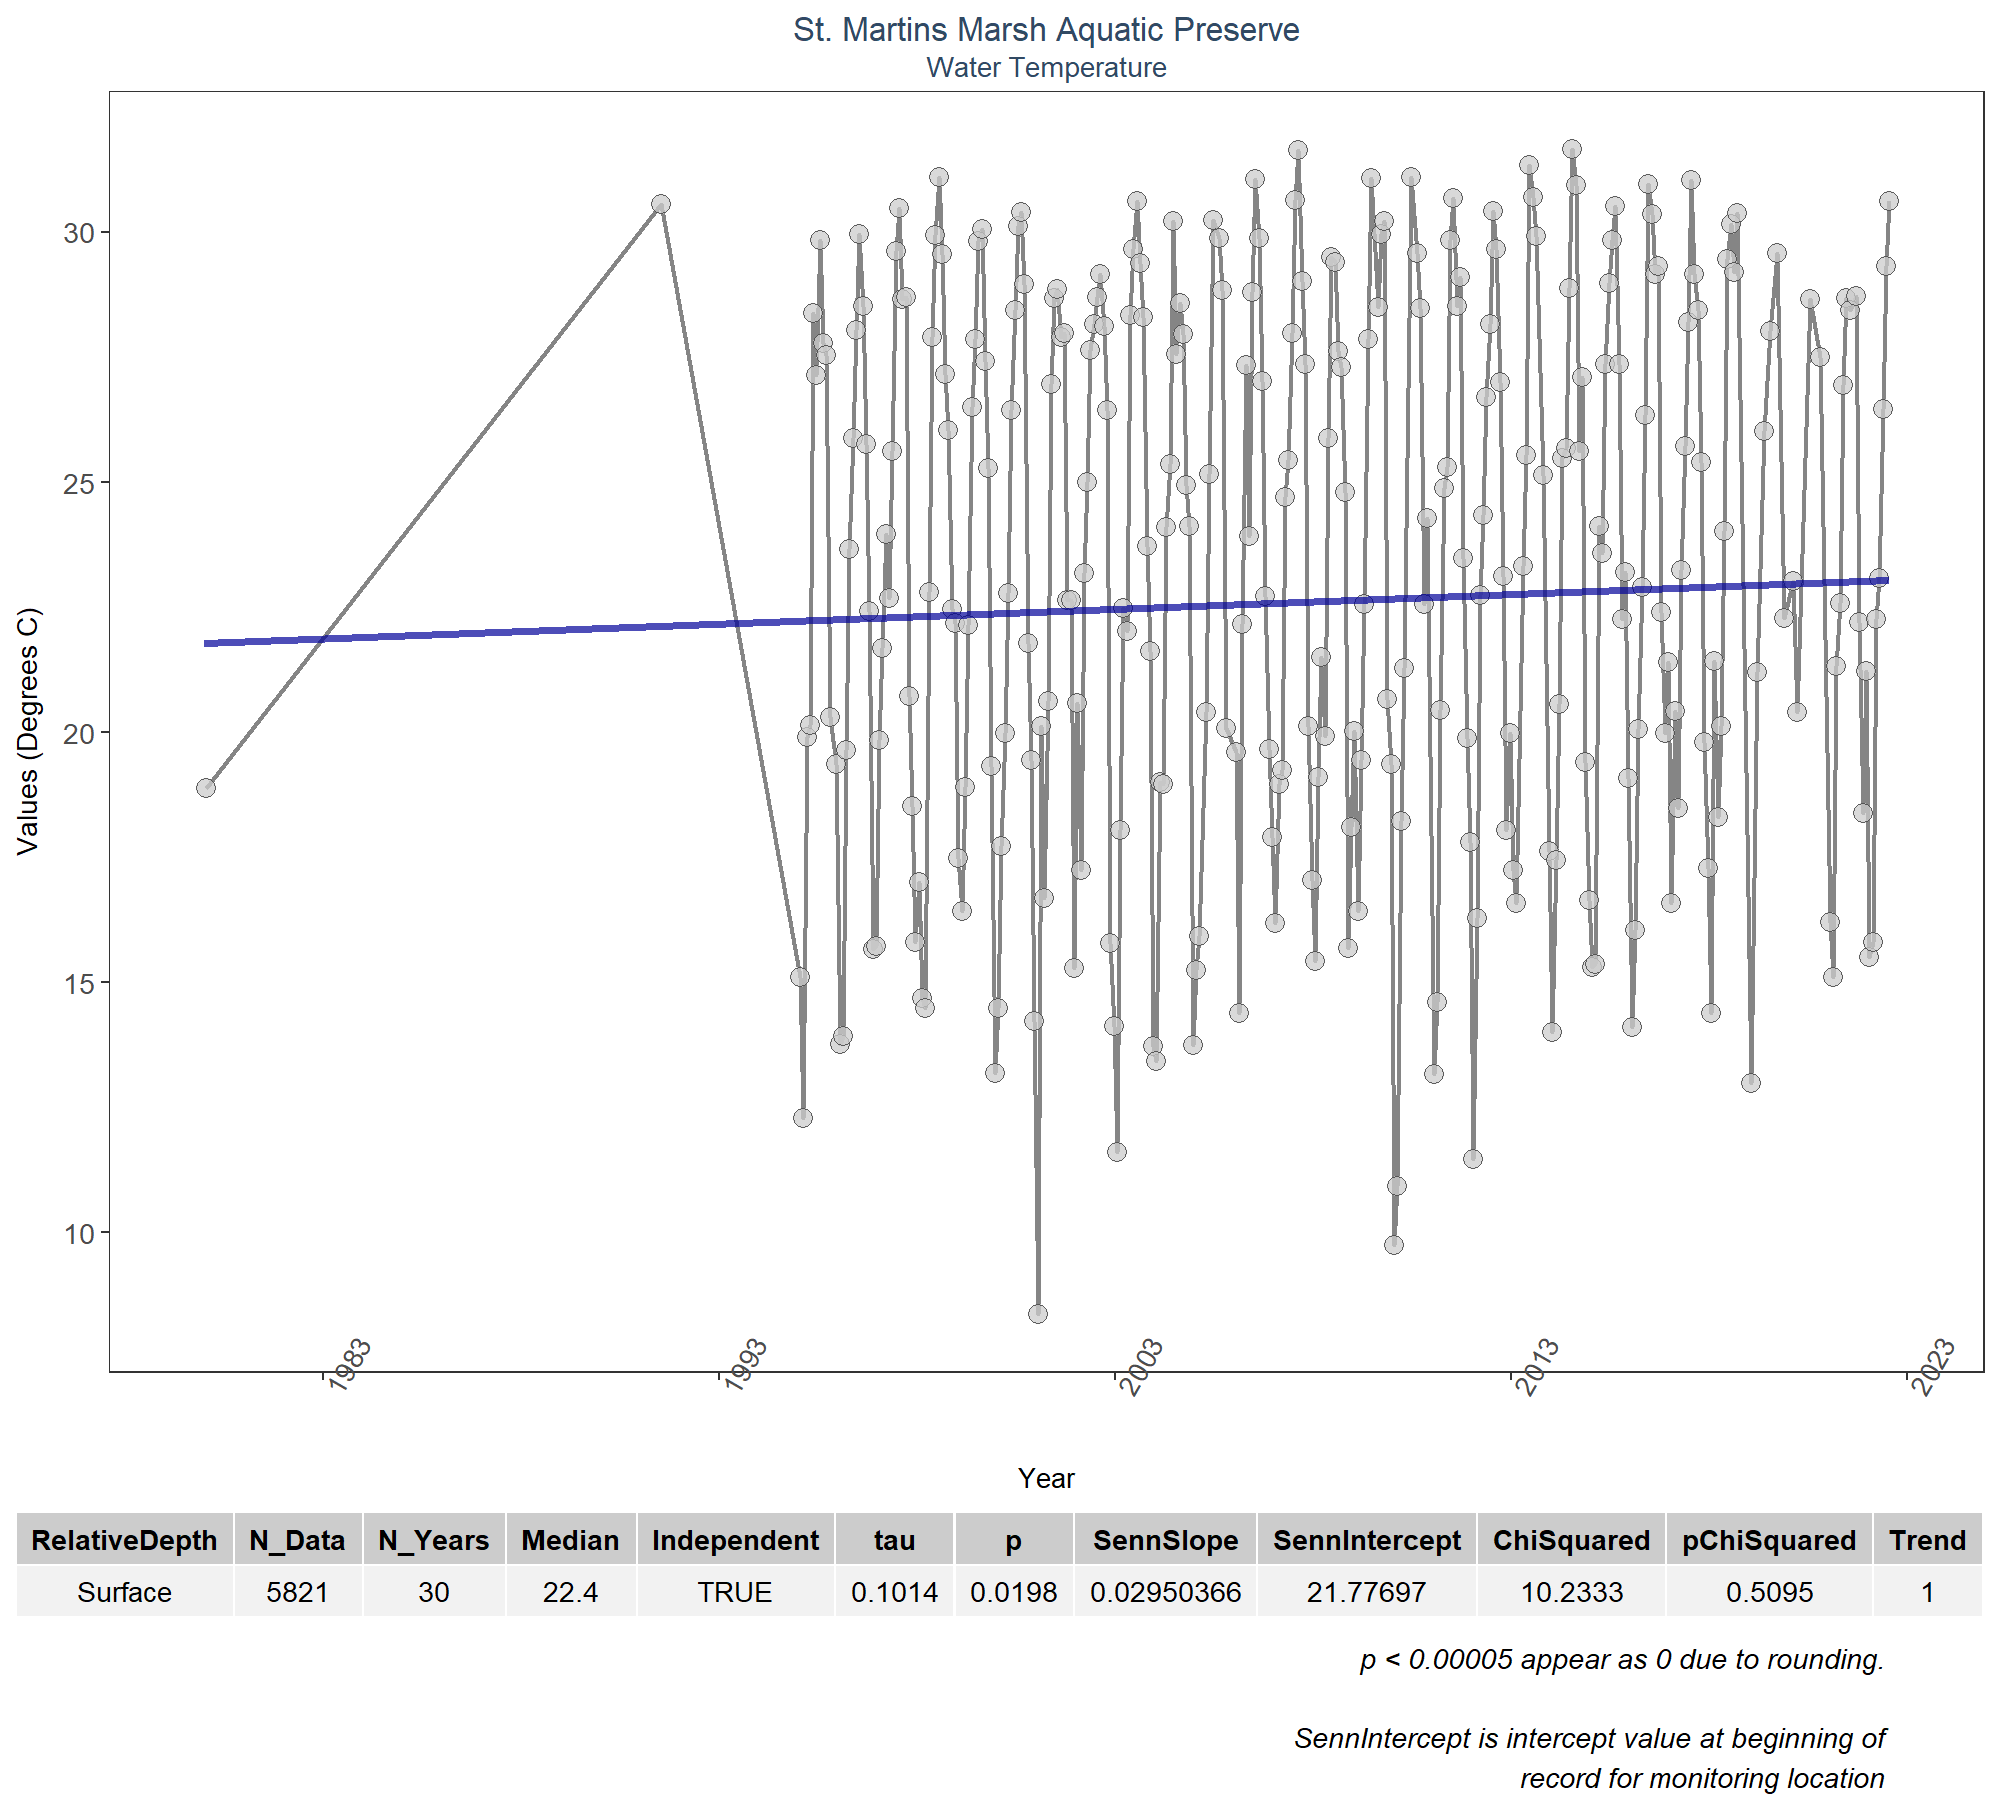 St. Martins Marsh Aquatic Preserve
Water Temperature
Values (Degrees C)
30
25
20
15
10
1983
1993
2003
2013
2023
Year
RelativeDepth N_Data N_Years Median Independent tau p SennSlope SennIntercept ChiSquared pChiSquared Trend
Surface 5821 30 22.4 TRUE 0.1014 0.0198 0.02950366 21.77697 10.2333 0.5095 1
p < 0.00005 appear as 0 due to rounding.
SennIntercept is intercept value at beginning of
record for monitoring location